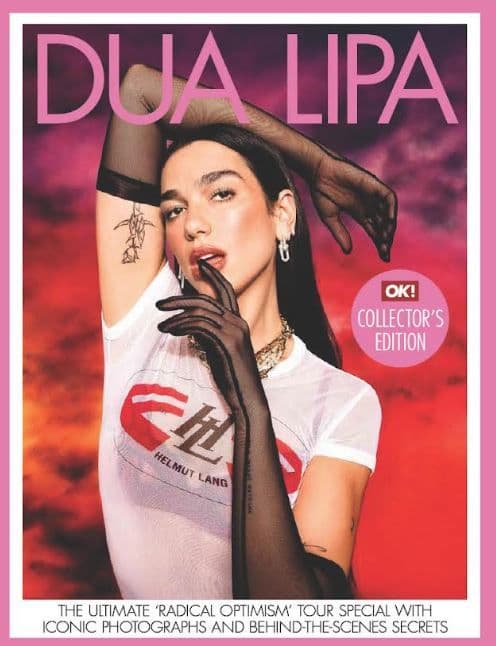 DUA LIPA
OK!
COLLECTOR'S
EDITION
HL
HELMUT LANG
THE ULTIMATE 'RADICAL OPTIMISM' TOUR SPECIAL WITH
ICONIC PHOTOGRAPHS AND BEHIND-THE-SCENES SECRETS